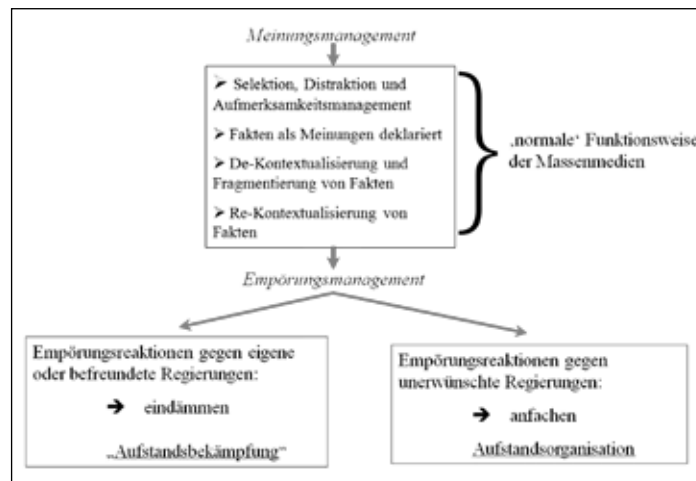 Meinungsmanagement
➢ Selektion, Distraktion und
Aufmerksamkeitsmanagement
➢ Fakten als Meinungen deklariert
➢ De-Kontextualisierung und
Fragmentierung von Fakten
➢ Re-Kontextualisierung von
Fakten
‚normale‘ Funktionsweise
der Massenmedien
Empörungsmanagement
Empörungsreaktionen gegen eigene
oder befreundete Regierungen:
➔ eindämmen
„Aufstandsbekämpfung“
Empörungsreaktionen gegen
unerwünschte Regierungen:
➔ anfachen
Aufstandsorganisation